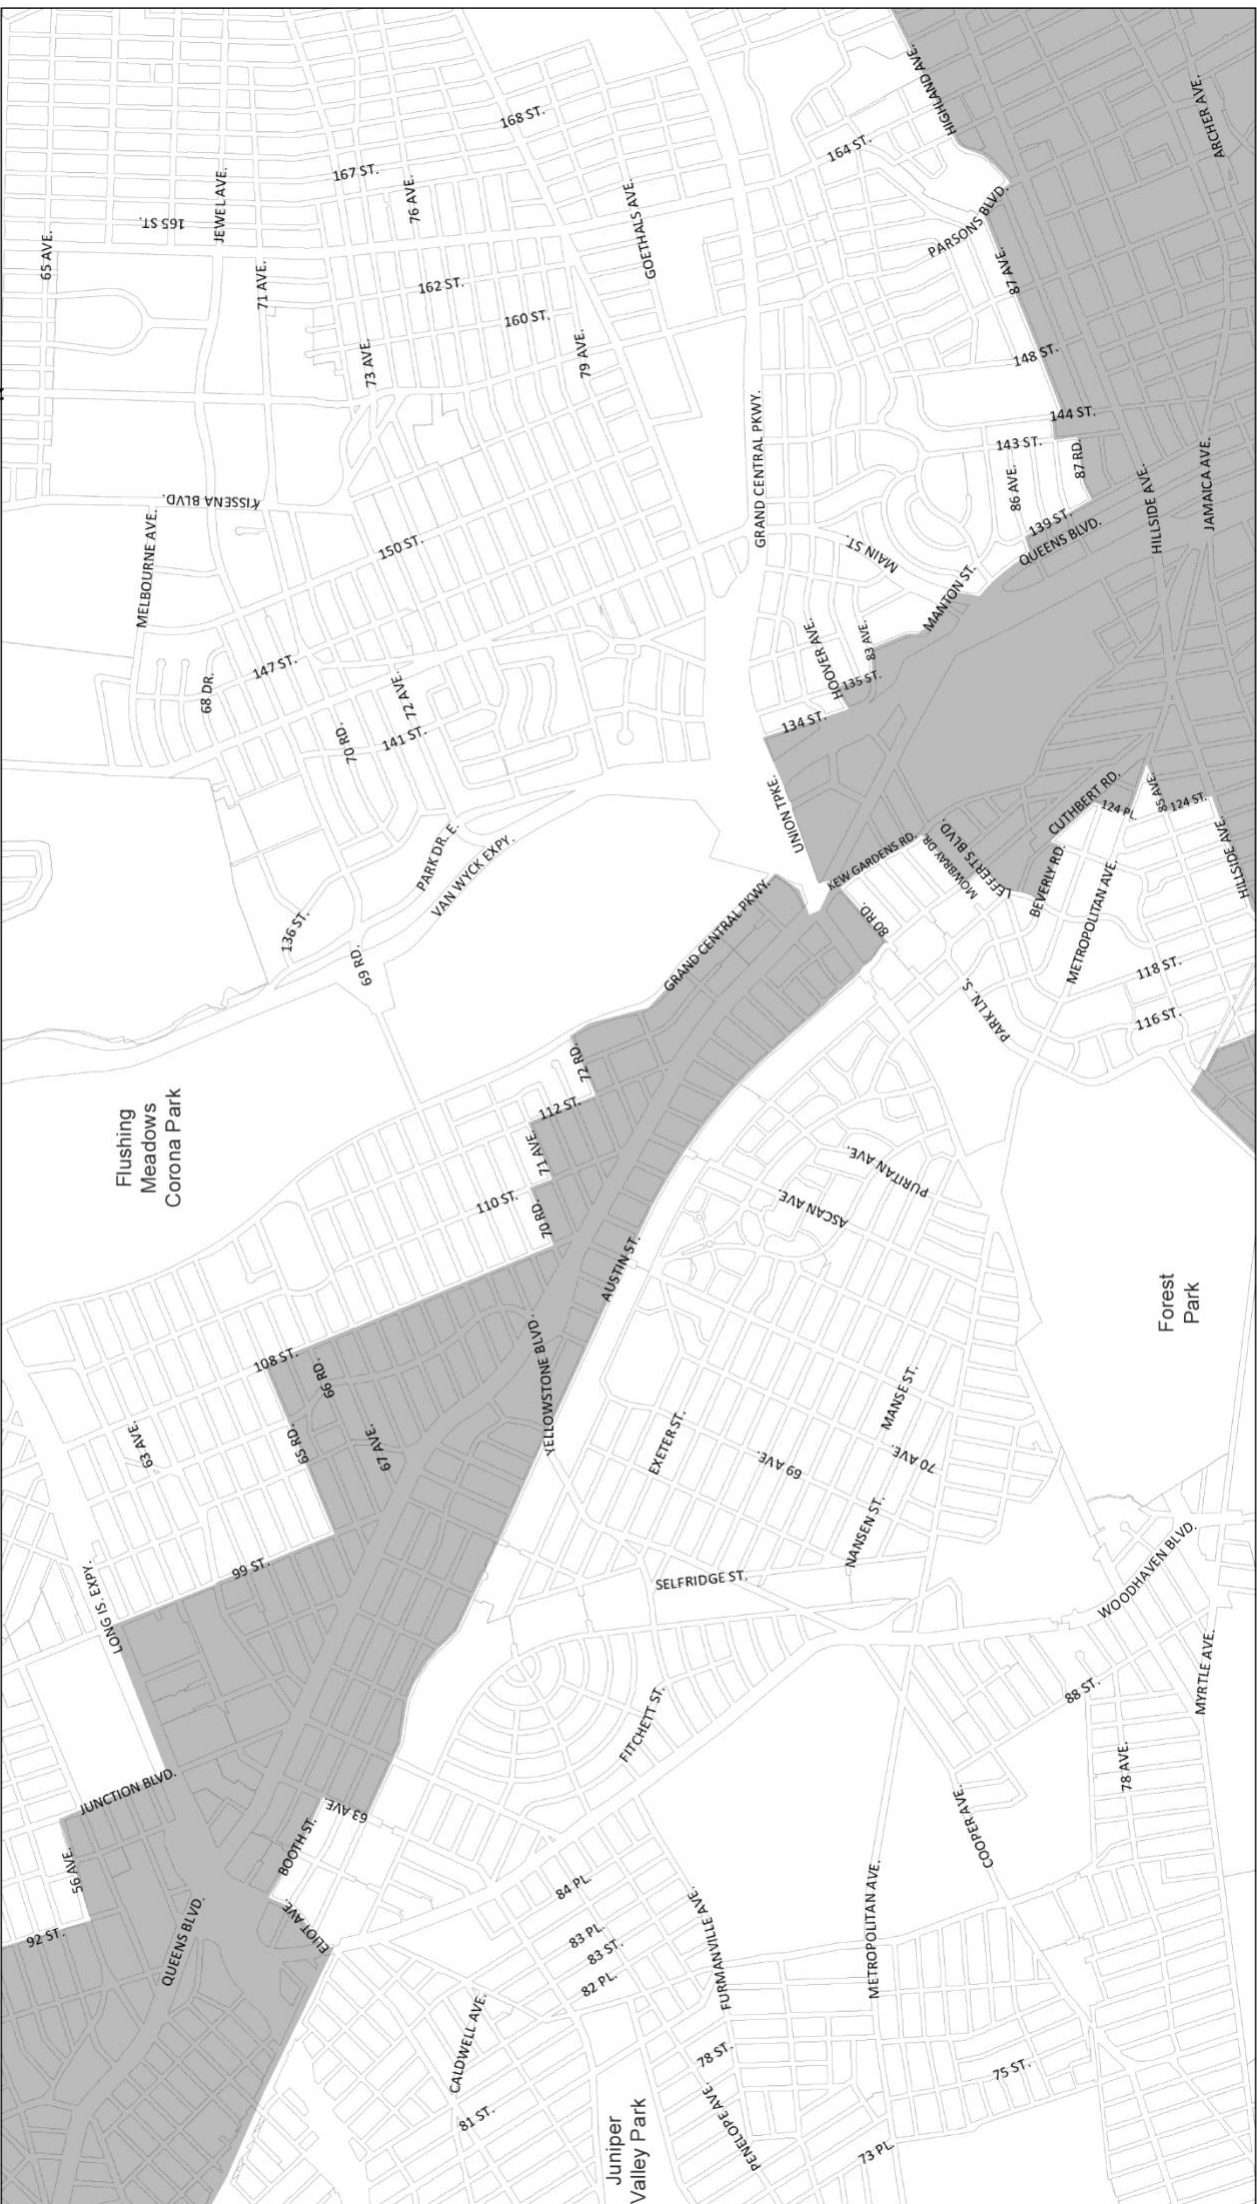 HIGHLAND AVE.
ARCHER AVE.
168 ST.
164 ST.
167 ST.
JEWEL AVE.
76 AVE.
165 ST.
GOETHALS AVE.
PARSONS BLVD.
65 AVE.
71 AVE.
162 ST.
87 AVE.
160 ST.
73 AVE.
79 AVE.
148 ST.
144 ST.
GRAND CENTRAL PKWY.
143 ST.
87 RD.
86 AVE.
HILLSIDE AVE.
JAMAICA AVE.
KISSENA BLVD.
139 ST.
QUEENS BLVD.
MELBOURNE AVE.
150 ST.
MAIN ST.
MANTON ST.
HOOVER AVE.
83 AVE.
147 ST.
68 DR.
72 AVE.
135 ST.
70 RD.
141 ST.
134 ST.
UNION TPKE.
CUTHBERT RD.
85 AVE.
124 PL.
124 ST.
PARK DR. E.
VAN WYCK EXPY.
KEW GARDENS RD.
MOWBRAY DR.
LEFFERTS BLVD.
BEVERLY RD.
METROPOLITAN AVE.
HILLSIDE AVE.
136 ST.
69 RD.
GRAND CENTRAL PKWY.
80 RD.
118 ST.
PARK LN. S.
116 ST.
72 RD.
112 ST.
Flushing
Meadows
Corona Park
71 AVE.
110 ST.
70 RD.
PURITAN AVE.
ASCAN AVE.
AUSTIN ST.
Forest
Park
108 ST.
66 RD.
YELLOWSTONE BLVD.
63 AVE.
65 RD.
67 AVE.
EXETER ST.
MANSE ST.
69 AVE.
70 AVE.
NANSEN ST.
99 ST.
LONG IS. EXPY.
SELFRIDGE ST.
WOODHAVEN BLVD.
MYRTLE AVE.
88 ST.
FITCHETT ST.
78 AVE.
JUNCTION BLVD.
63 AVE.
BOOTH ST.
COOPER AVE.
56 AVE.
84 PL.
QUEENS BLVD.
ELIOT AVE.
92 ST.
83 PL.
83 ST.
82 PL.
FURMANVILLE AVE.
METROPOLITAN AVE.
CALDWELL AVE.
78 ST.
75 ST.
81 ST.
Juniper
Valley Park
PENELOPE AVE.
73 PL.